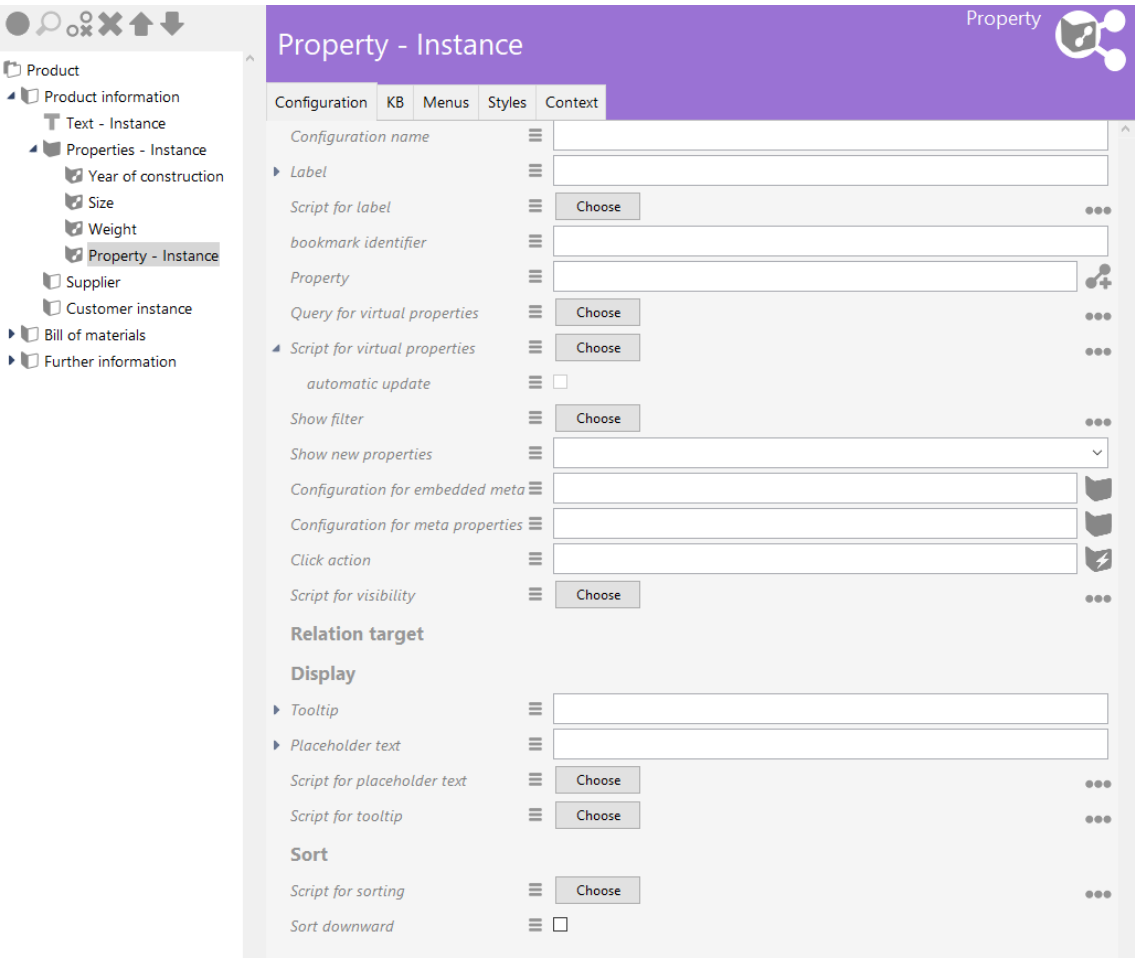 Product
Product information
Text - Instance
Properties - Instance
Year of construction
Size
Weight
Property - Instance
Supplier
Customer instance
Bill of materials
Further information
Property
Property - Instance
Configuration KB Menus Styles Context
Configuration name
Label
Script for label Choose
bookmark identifier
Property
Query for virtual properties Choose
Script for virtual properties Choose
automatic update
Show filter Choose
Show new properties
Configuration for embedded meta
Configuration for meta properties
Click action
Script for visibility Choose
Relation target
Display
Tooltip
Placeholder text
Script for placeholder text Choose
Script for tooltip Choose
Sort
Script for sorting Choose
Sort downward